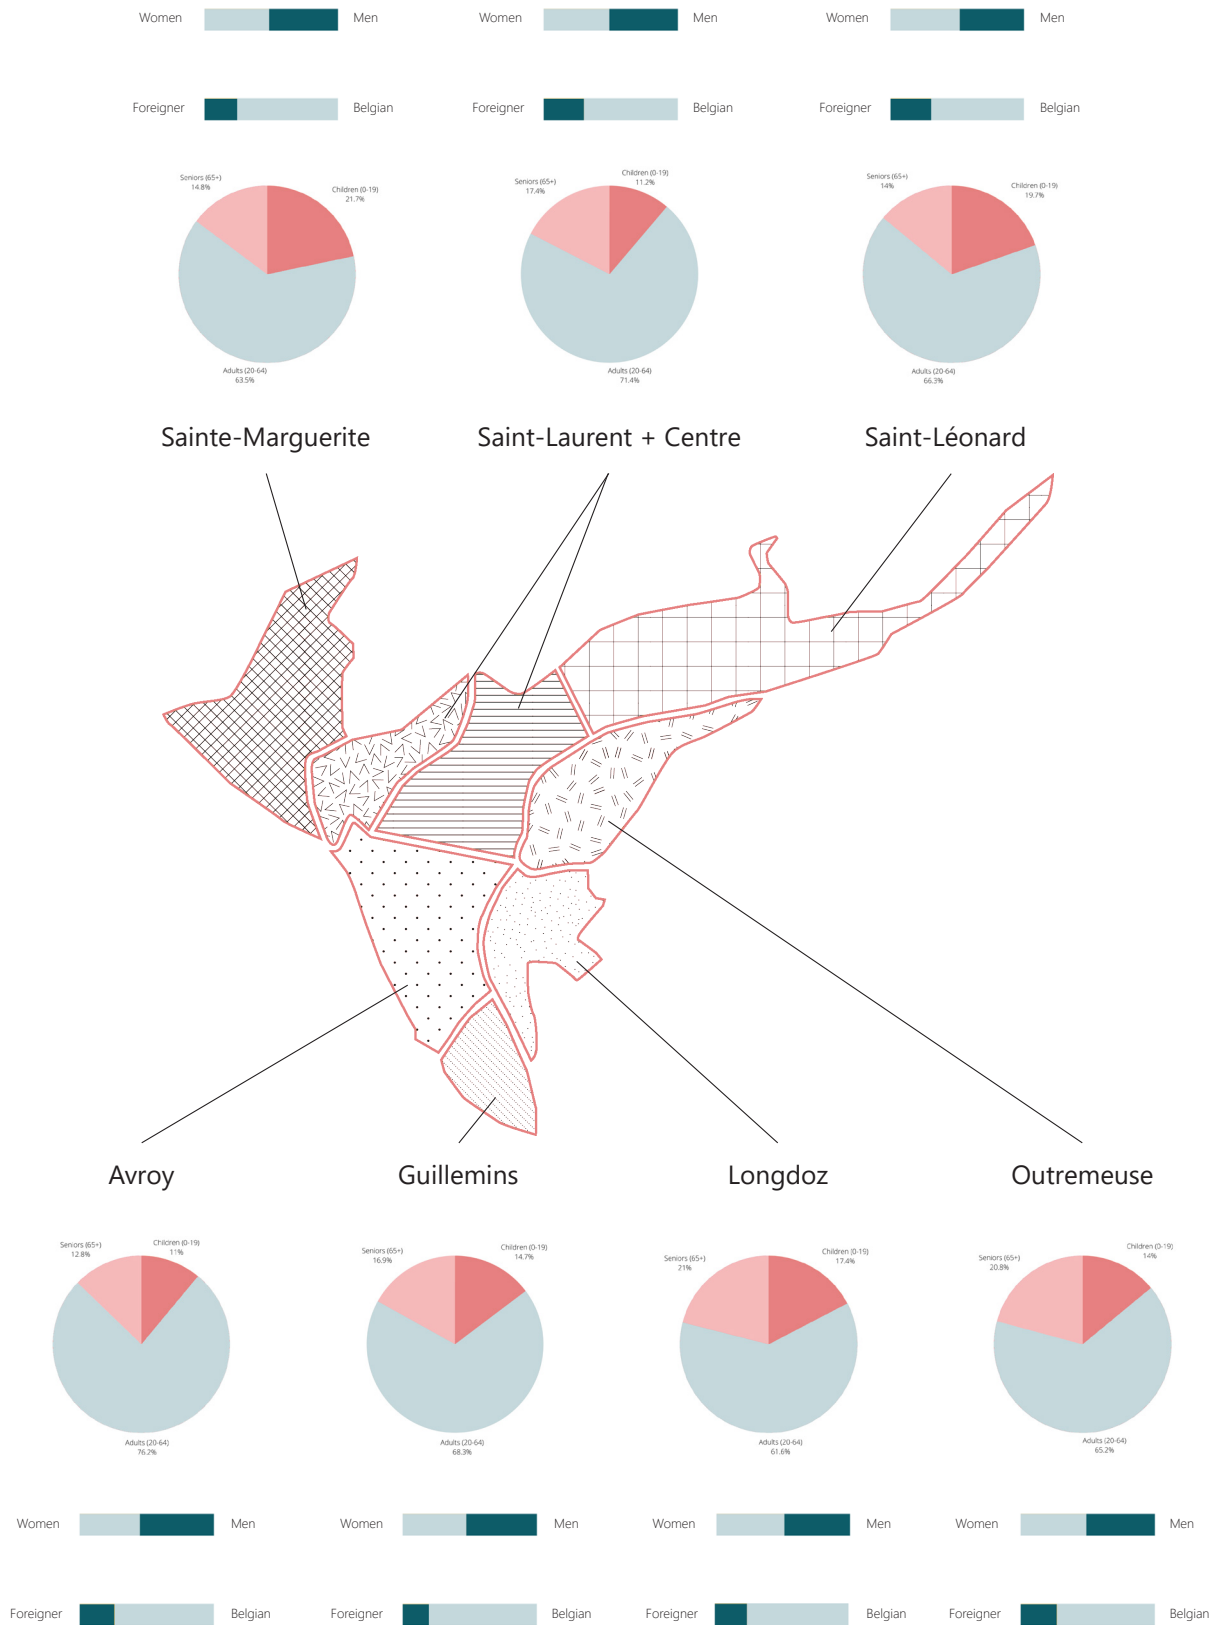 Women Men Women Men Women Men
Foreigner Belgian Foreigner Belgian Foreigner Belgian
Seniors (65+)
14.8%
Children (0-19)
21.7%
Adults (20-64)
63.5%
Seniors (65+)
17.4%
Children (0-19)
11.2%
Adults (20-64)
71.4%
Seniors (65+)
14%
Children (0-19)
19.7%
Adults (20-64)
66.3%
Sainte-Marguerite Saint-Laurent + Centre Saint-Léonard
Avroy Guillemins Longdoz Outremeuse
Seniors (65+)
12.8%
Children (0-19)
11%
Adults (20-64)
76.2%
Seniors (65+)
16.9%
Children (0-19)
14.7%
Adults (20-64)
68.3%
Seniors (65+)
21%
Children (0-19)
17.4%
Adults (20-64)
61.6%
Seniors (65+)
20.8%
Children (0-19)
14%
Adults (20-64)
65.2%
Women Men Women Men Women Men Women Men
Foreigner Belgian Foreigner Belgian Foreigner Belgian Foreigner Belgian